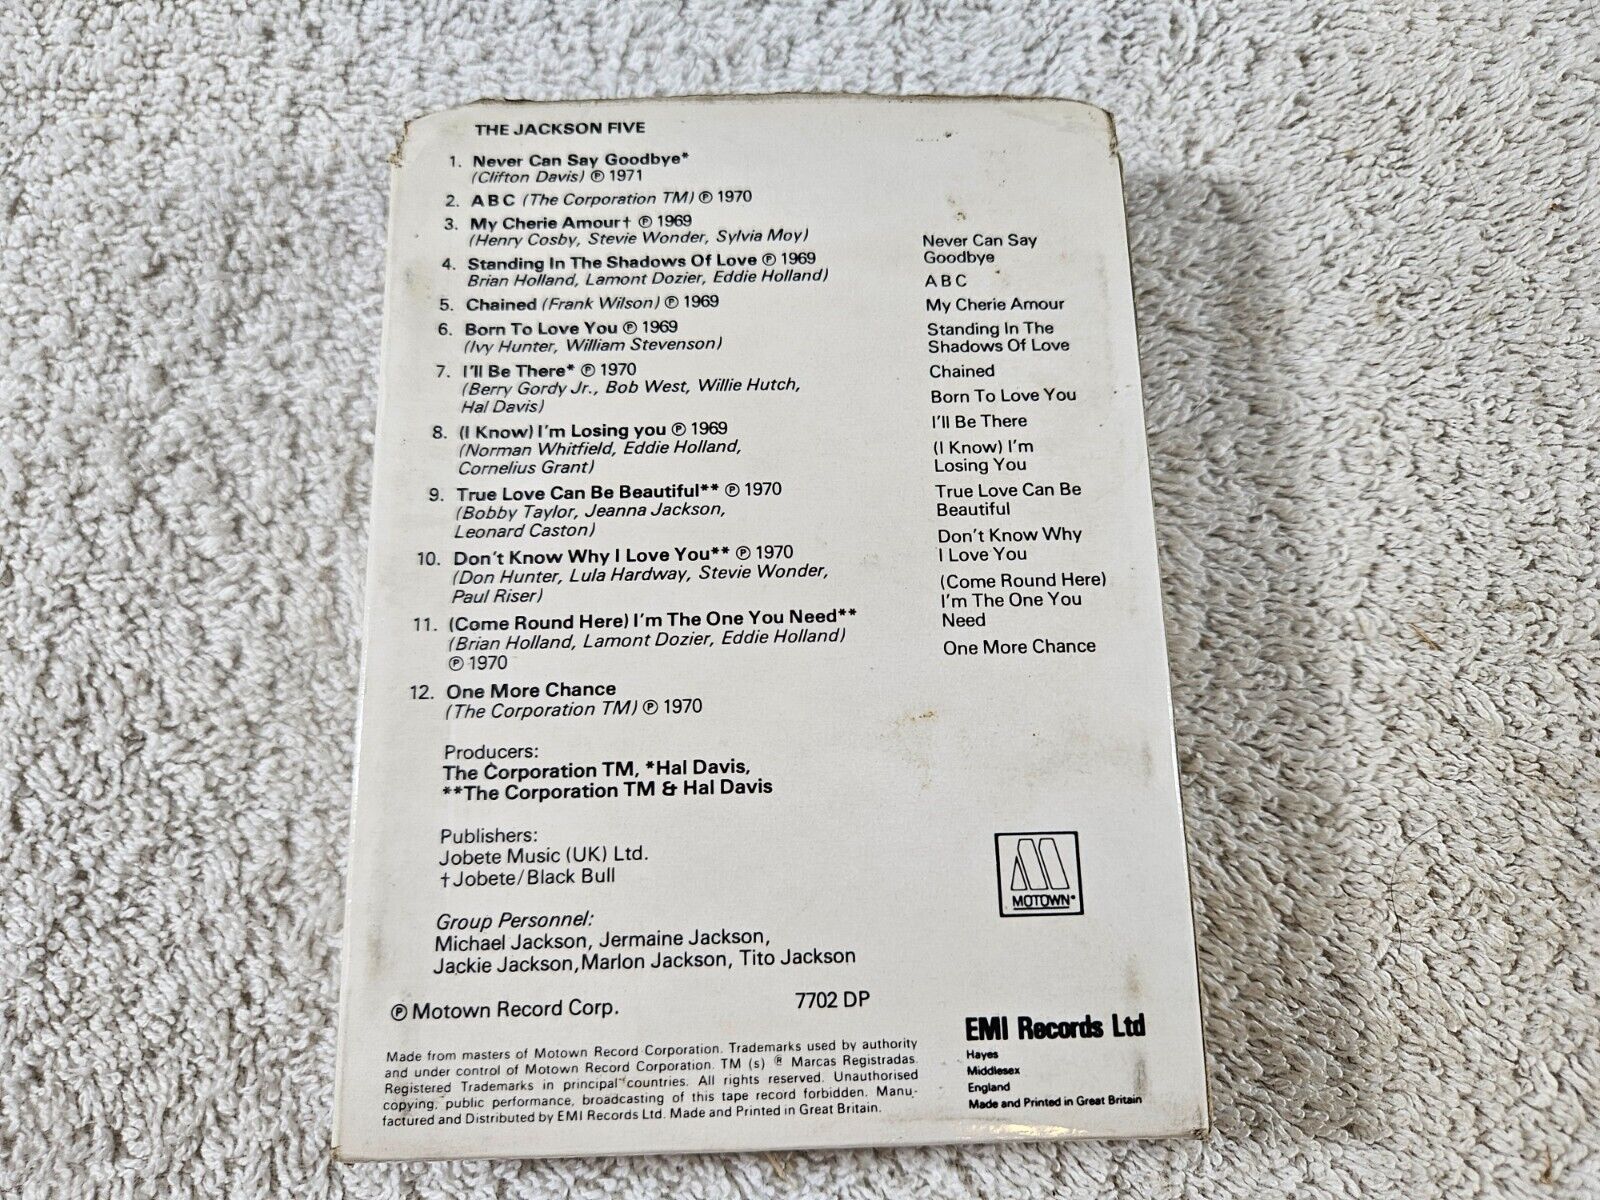 THE JACKSON FIVE
1. Never Can Say Goodbye*
(Clifton Davis) ℗ 1971
2. A B C (The Corporation TM) ℗ 1970
3. My Cherie Amour† ℗ 1969
(Henry Cosby, Stevie Wonder, Sylvia Moy)
4. Standing In The Shadows Of Love ℗ 1969
Brian Holland, Lamont Dozier, Eddie Holland)
5. Chained (Frank Wilson) ℗ 1969
6. Born To Love You ℗ 1969
(Ivy Hunter, William Stevenson)
7. I'll Be There* ℗ 1970
(Berry Gordy Jr., Bob West, Willie Hutch,
Hal Davis)
8. (I Know) I'm Losing you ℗ 1969
(Norman Whitfield, Eddie Holland,
Cornelius Grant)
9. True Love Can Be Beautiful** ℗ 1970
(Bobby Taylor, Jeanna Jackson,
Leonard Caston)
10. Don't Know Why I Love You** ℗ 1970
(Don Hunter, Lula Hardway, Stevie Wonder,
Paul Riser)
11. (Come Round Here) I'm The One You Need**
(Brian Holland, Lamont Dozier, Eddie Holland)
℗ 1970
12. One More Chance
(The Corporation TM) ℗ 1970
Producers:
The Corporation TM, *Hal Davis,
**The Corporation TM & Hal Davis
Publishers:
Jobete Music (UK) Ltd.
†Jobete/Black Bull
Group Personnel:
Michael Jackson, Jermaine Jackson,
Jackie Jackson, Marlon Jackson, Tito Jackson
℗ Motown Record Corp. 7702 DP
Made from masters of Motown Record Corporation. Trademarks used by authority
and under control of Motown Record Corporation. TM (s) ® Marcas Registradas.
Registered Trademarks in principal countries. All rights reserved. Unauthorised
copying, public performance, broadcasting of this tape record forbidden. Manu-
factured and Distributed by EMI Records Ltd. Made and Printed in Great Britain.
Never Can Say
Goodbye
A B C
My Cherie Amour
Standing In The
Shadows Of Love
Chained
Born To Love You
I'll Be There
(I Know) I'm
Losing You
True Love Can Be
Beautiful
Don't Know Why
I Love You
(Come Round Here)
I'm The One You
Need
One More Chance
MOTOWN®
EMI Records Ltd
Hayes
Middlesex
England
Made and Printed in Great Britain